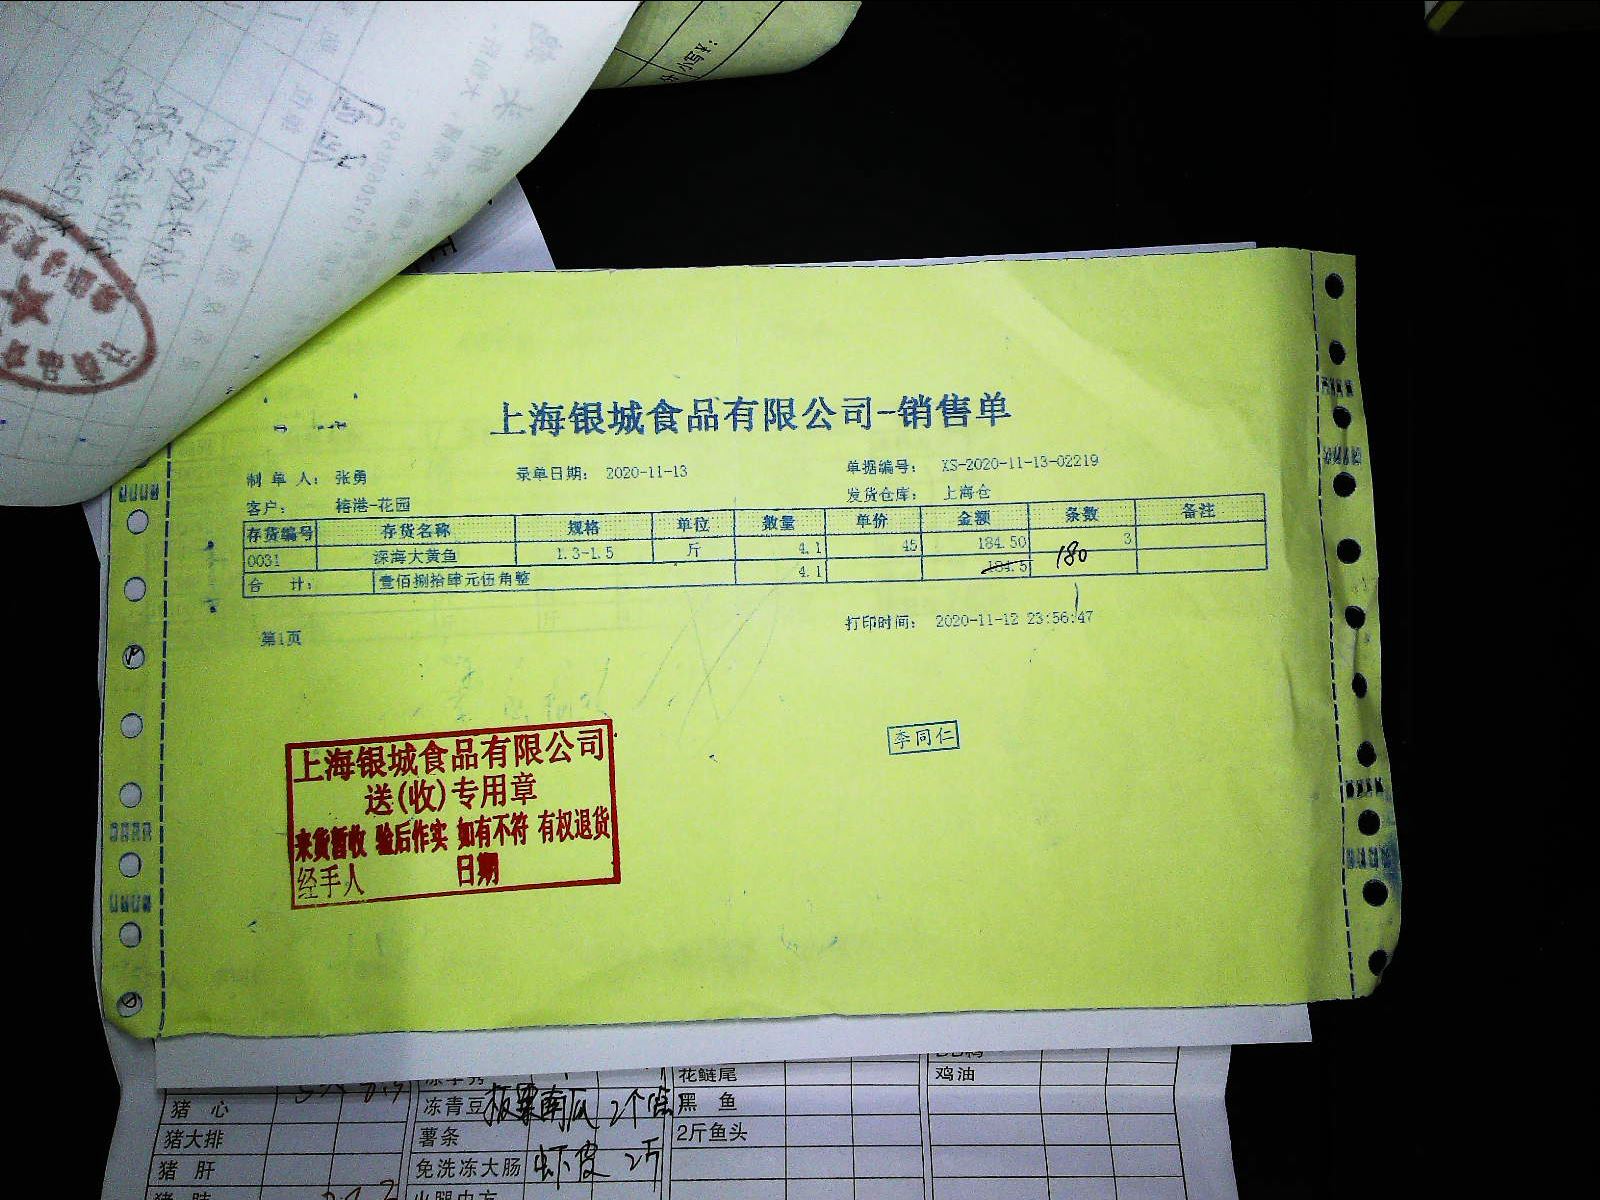 小写¥:
上海银城食品有限公司-销售单
制 单 人: 张勇 录单日期: 2020-11-13 单据编号: XS-2020-11-13-02219
客户: 榕港-花园 发货仓库: 上海仓
存货编号 存货名称 规格 单位 数量 单价 金额 条数 备注
0031 深海大黄鱼 1.3-1.5 斤 4.1 45 184.50 3
合 计: 壹佰捌拾肆元伍角整 4.1 184.5 180
第1页 打印时间: 2020-11-12 23:56:47
李同仁
上海银城食品有限公司
送(收)专用章
来货暂收 验后作实 如有不符 有权退货
经手人 日期
花鲢尾 鸡油
猪 心 冻青豆 板栗南瓜 2个 黑 鱼
猪大排 薯条 2斤鱼头
猪 肝 免洗冻大肠 虾皮 2斤